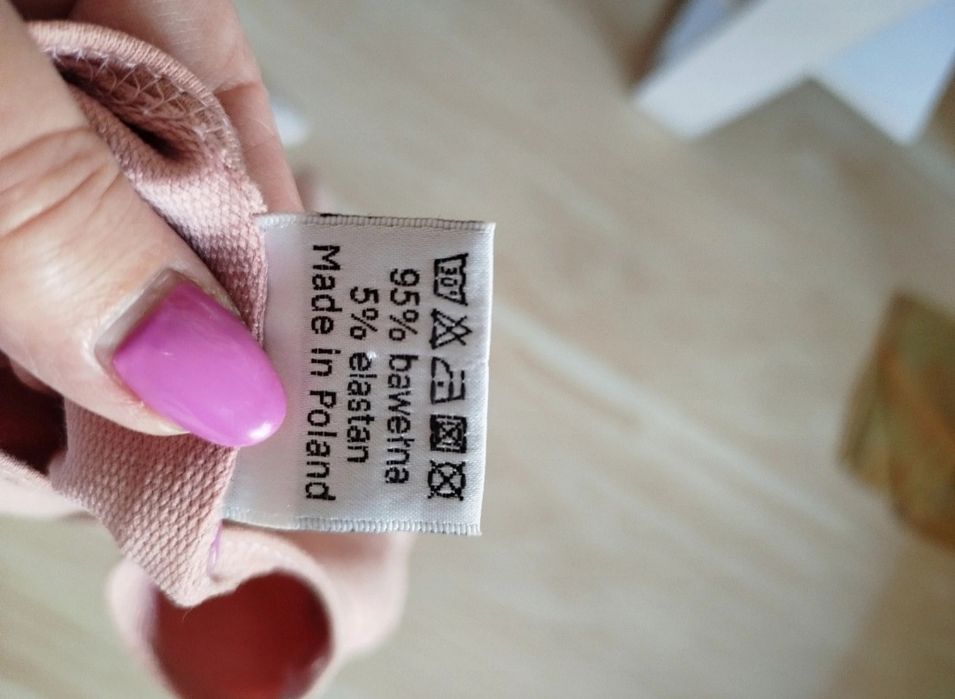 95% bawełna
5% elastan
Made in Poland